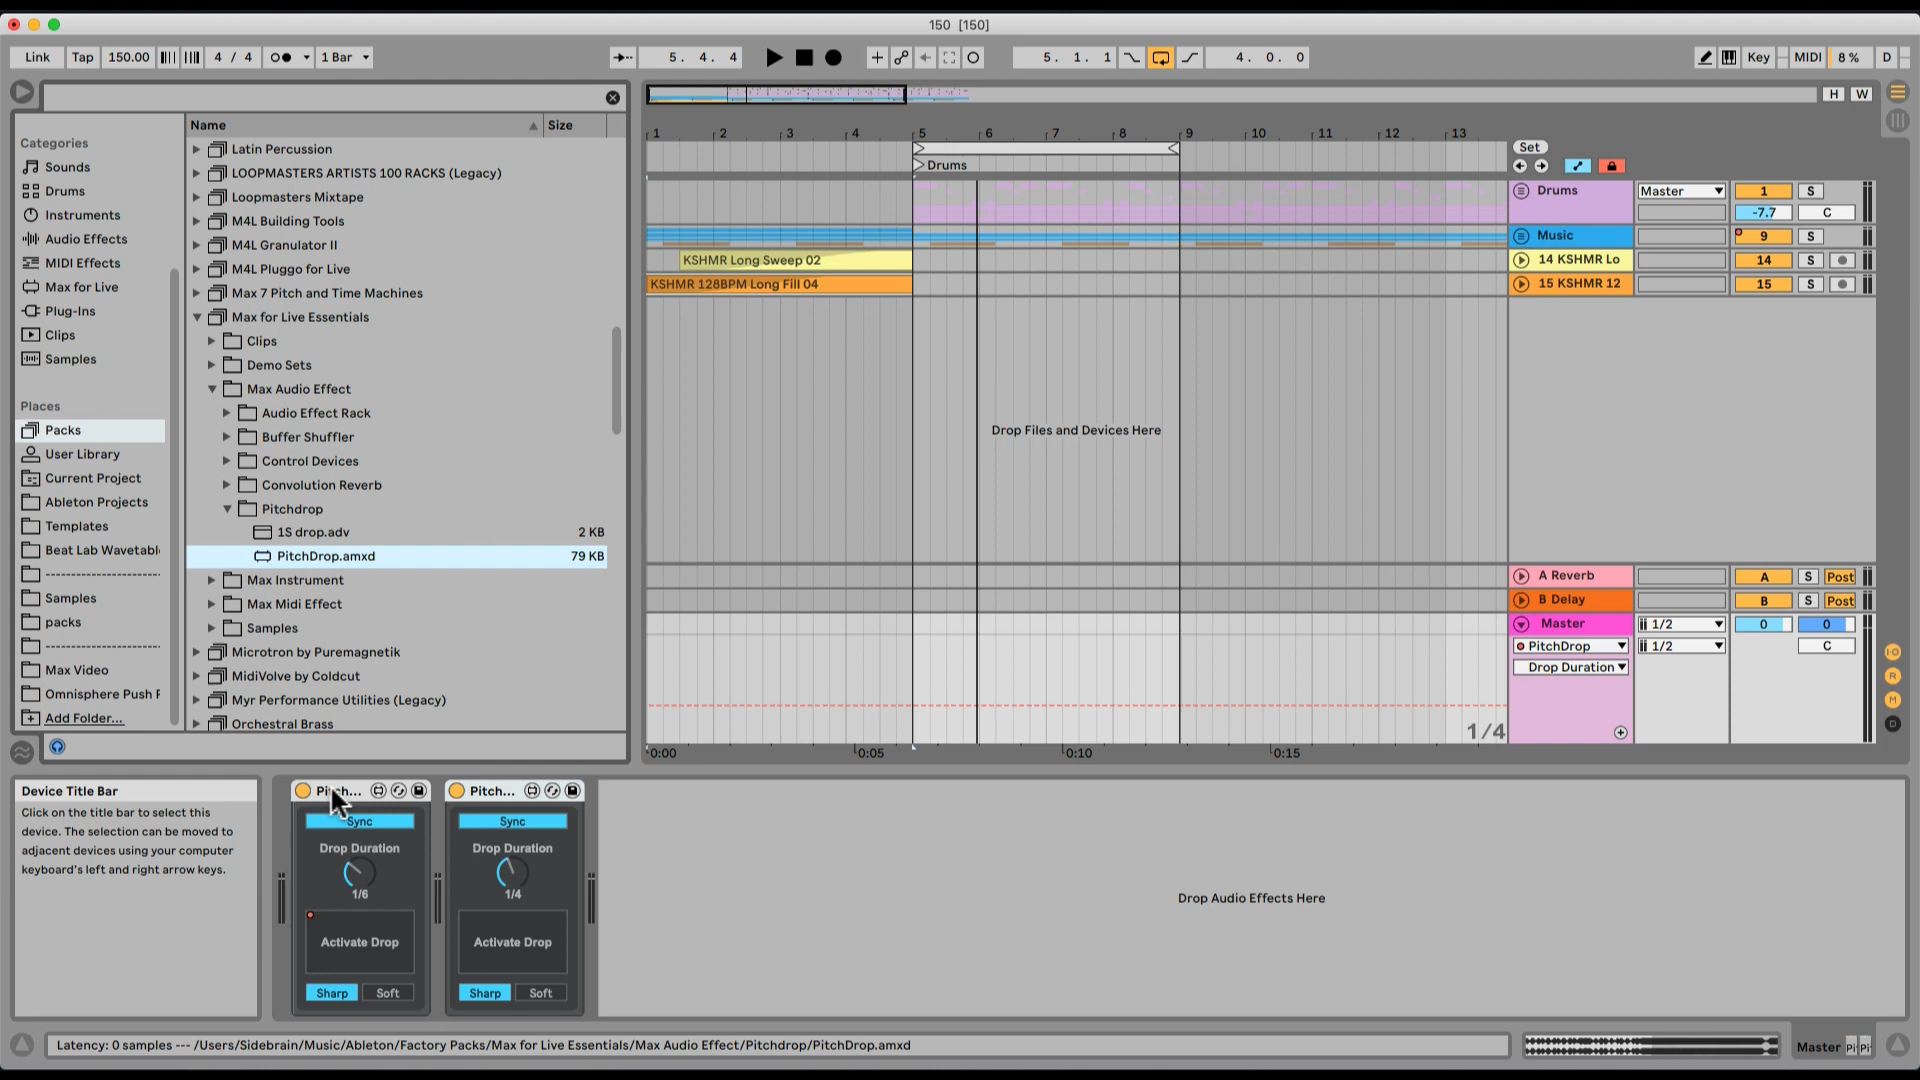 150 [150]
Link Tap 150.00 4 / 4 1 Bar 5. 4. 4 5. 1. 1 4. 0. 0 Key MIDI 8 % D
H W
Categories
Sounds
Drums
Instruments
Audio Effects
MIDI Effects
Max for Live
Plug-Ins
Clips
Samples
Places
Packs
User Library
Current Project
Ableton Projects
Templates
Beat Lab Wavetabl
--------------------
Samples
packs
--------------------
Max Video
Omnisphere Push F
Add Folder...
Name Size
Latin Percussion
LOOPMASTERS ARTISTS 100 RACKS (Legacy)
Loopmasters Mixtape
M4L Building Tools
M4L Granulator II
M4L Pluggo for Live
Max 7 Pitch and Time Machines
Max for Live Essentials
Clips
Demo Sets
Max Audio Effect
Audio Effect Rack
Buffer Shuffler
Control Devices
Convolution Reverb
Pitchdrop
1S drop.adv 2 KB
PitchDrop.amxd 79 KB
Max Instrument
Max Midi Effect
Samples
Microtron by Puremagnetik
MidiVolve by Coldcut
Myr Performance Utilities (Legacy)
Orchestral Brass
1 2 3 4 5 6 7 8 9 10 11 12 13
Set
Drums
Drums Master 1 S
-7.7 C
Music 9 S
KSHMR Long Sweep 02 14 KSHMR Lo 14 S
KSHMR 128BPM Long Fill 04 15 KSHMR 12 15 S
Drop Files and Devices Here
A Reverb A S Post
B Delay B S Post
Master 1/2 0 0
PitchDrop 1/2 C
Drop Duration
1/4
0:00 0:05 0:10 0:15
Device Title Bar
Click on the title bar to select this
device. The selection can be moved to
adjacent devices using your computer
keyboard's left and right arrow keys.
Pitch...
Sync
Drop Duration
1/6
Activate Drop
Sharp Soft
Pitch...
Sync
Drop Duration
1/4
Activate Drop
Sharp Soft
Drop Audio Effects Here
Latency: 0 samples --- /Users/Sidebrain/Music/Ableton/Factory Packs/Max for Live Essentials/Max Audio Effect/Pitchdrop/PitchDrop.amxd
Master Pi Pi